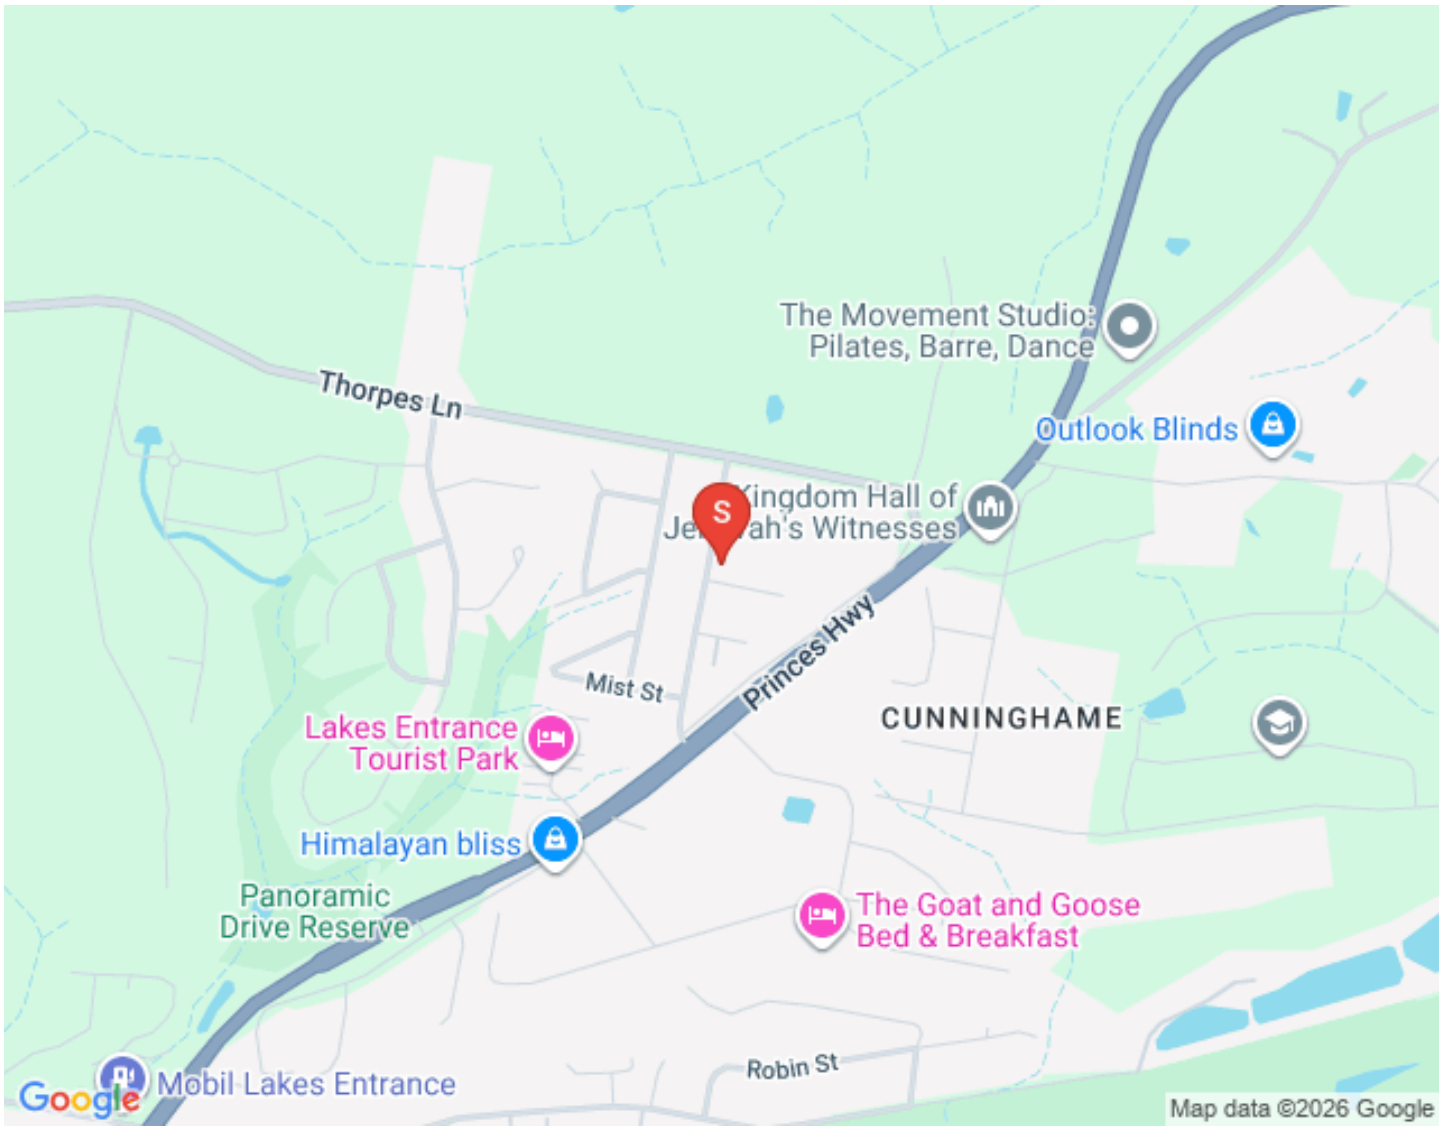 The Movement Studio:
Pilates, Barre, Dance
Thorpes Ln
Outlook Blinds
S
Kingdom Hall of
Witnesses
Princes Hwy
Mist St
CUNNINGHAME
Lakes Entrance
Tourist Park
Himalayan bliss
Panoramic
Drive Reserve
The Goat and Goose
Bed & Breakfast
Robin St
Mobil Lakes Entrance
Google
Map data ©2026 Google